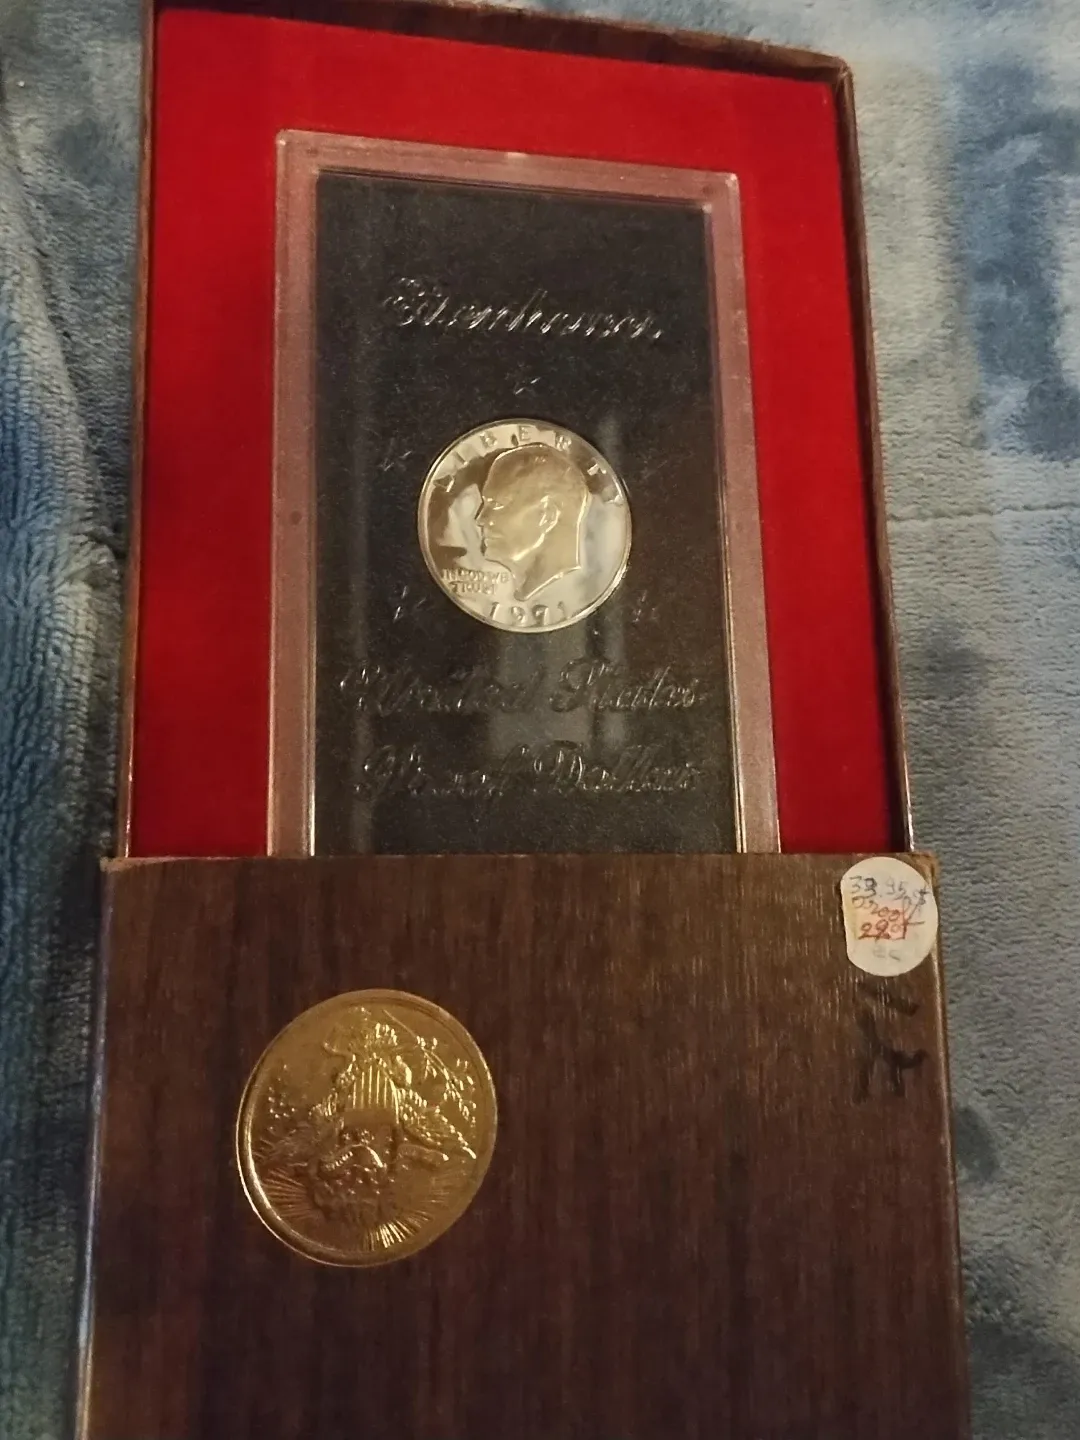 Eisenhower
LIBERTY
IN GOD WE
TRUST
1971
United States
Proof Dollar